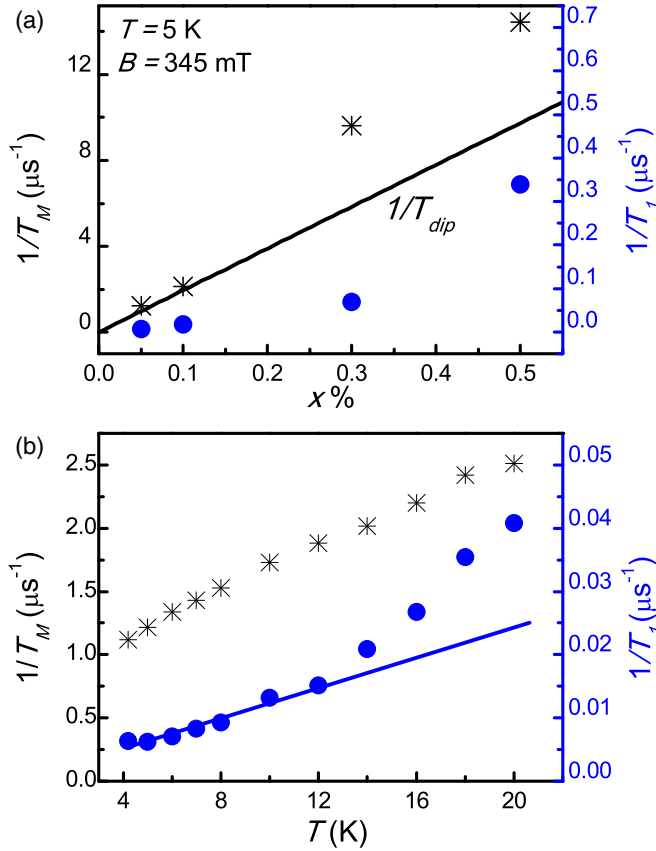 (a)
T = 5 K
B = 345 mT
1/T_dip
1/T_M (μs⁻¹)
12
8
4
0
0.7
0.6
0.5
0.4
0.3
0.2
0.1
0.0
1/T_1 (μs⁻¹)
0.0 0.1 0.2 0.3 0.4 0.5
x %
(b)
1/T_M (μs⁻¹)
2.5
2.0
1.5
1.0
0.5
0.0
0.05
0.04
0.03
0.02
0.01
0.00
1/T_1 (μs⁻¹)
4 8 12 16 20
T (K)